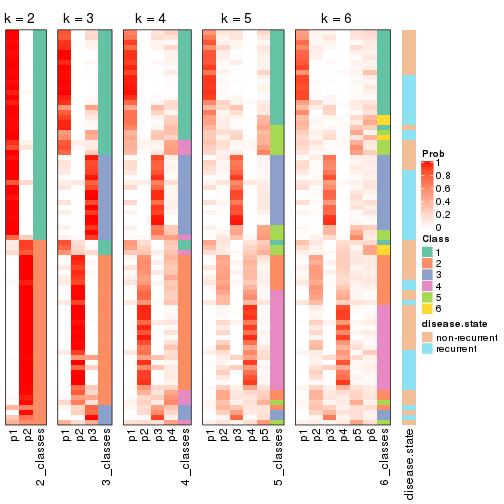 k = 2 k = 3 k = 4 k = 5 k = 6
Prob
1
0.8
0.6
0.4
0.2
0
Class
1
2
3
4
5
6
disease.state
non-recurrent
recurrent
p1 p2 2_classes p1 p2 p3 3_classes p1 p2 p3 p4 4_classes p1 p2 p3 p4 p5 5_classes p1 p2 p3 p4 p5 p6 6_classes disease.state